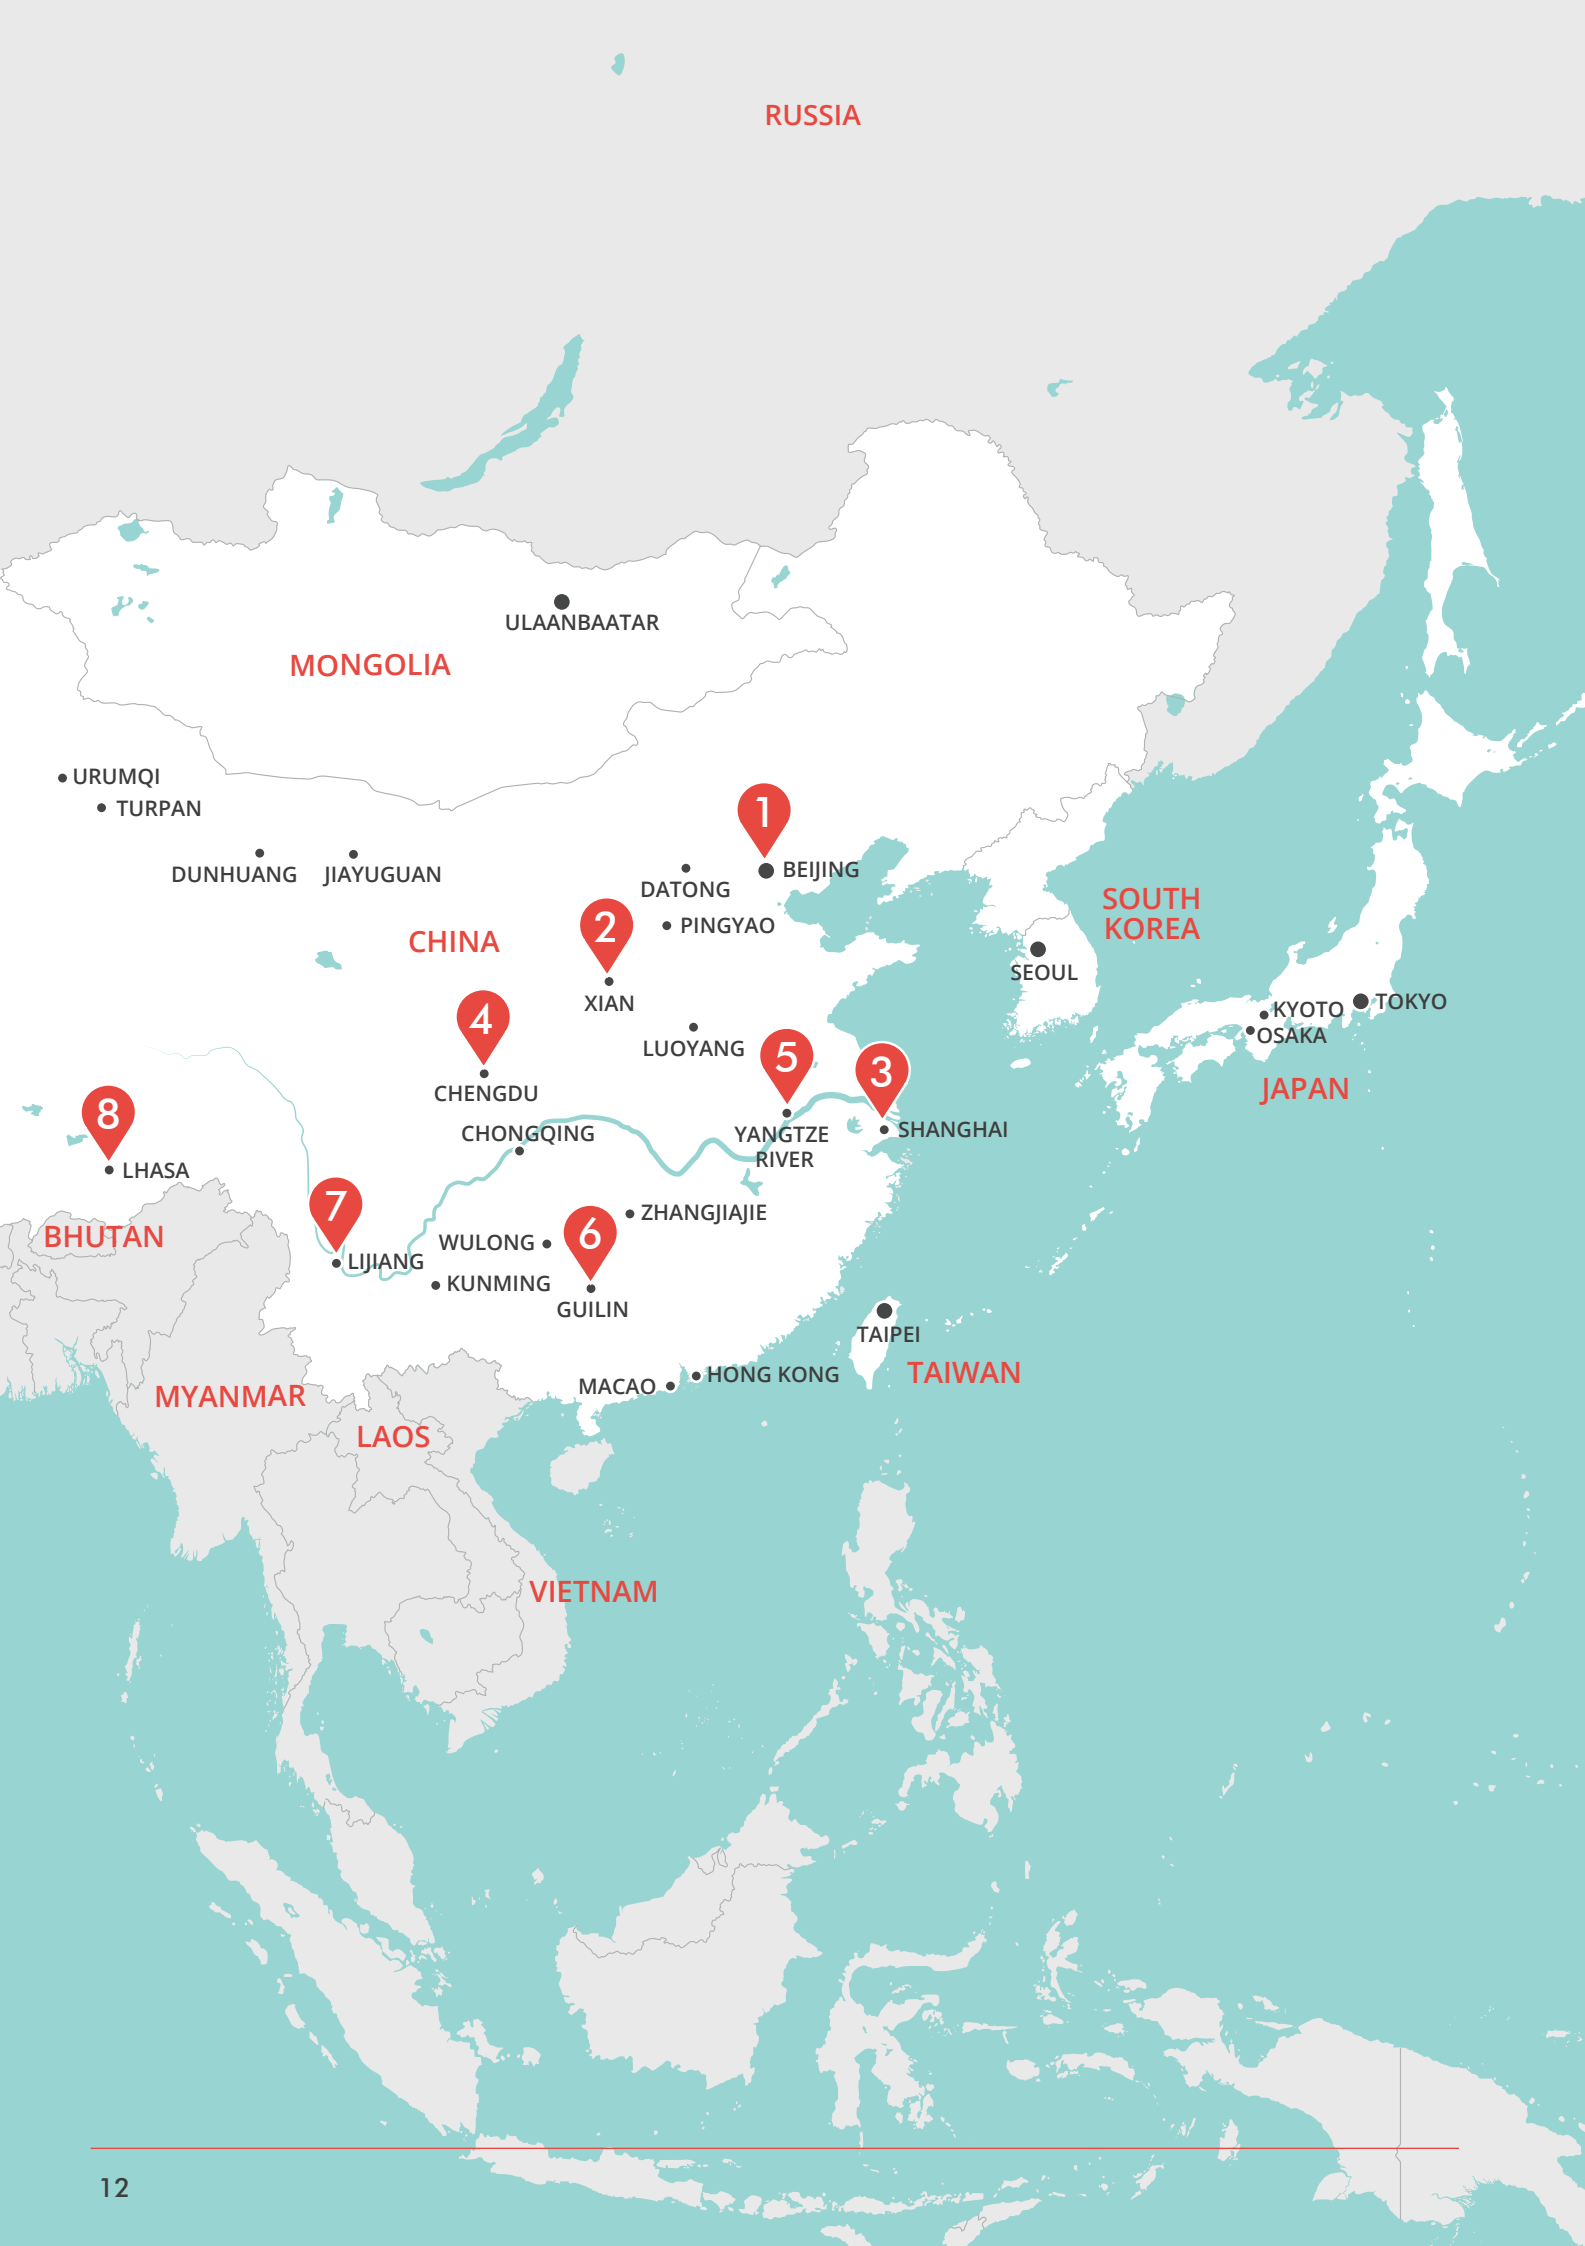 RUSSIA
ULAANBAATAR
MONGOLIA
URUMQI
TURPAN
1
DUNHUANG
JIAYUGUAN
DATONG
BEIJING
2
PINGYAO
CHINA
SOUTH
KOREA
SEOUL
XIAN
4
LUOYANG
5
3
KYOTO
TOKYO
OSAKA
JAPAN
CHENGDU
8
CHONGQING
YANGTZE
RIVER
SHANGHAI
LHASA
7
ZHANGJIAJIE
BHUTAN
6
WULONG
LIJIANG
KUNMING
GUILIN
TAIPEI
TAIWAN
HONG KONG
MACAO
MYANMAR
LAOS
VIETNAM
12